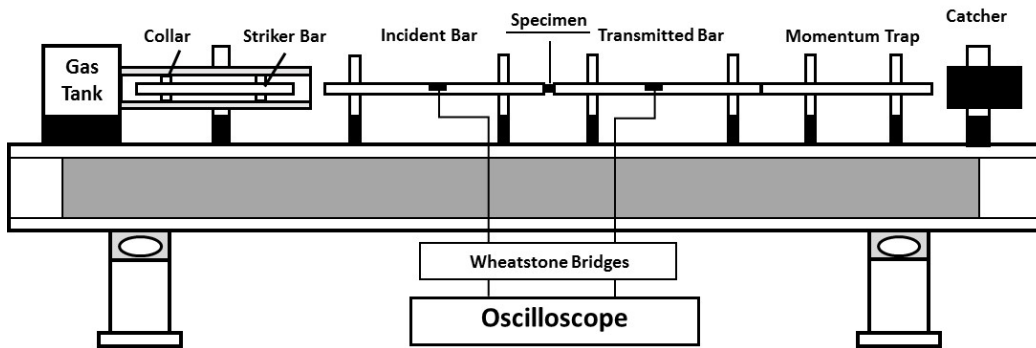 Gas
Tank
Collar
Striker Bar
Incident Bar
Specimen
Transmitted Bar
Momentum Trap
Catcher
Wheatstone Bridges
Oscilloscope